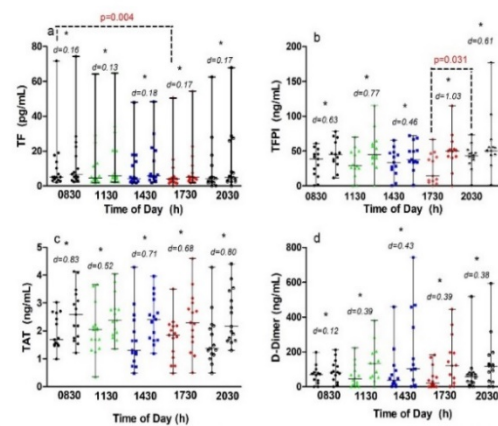 a
p=0.004
TF (pg/mL)
80
60
40
20
0
* * * * *
d=0.16 d=0.13 d=0.18 d=0.17 d=0.17
0830 1130 1430 1730 2030
Time of Day (h)
b
TFPI (ng/mL)
200
150
100
50
0
* * * * *
p=0.031
d=0.63 d=0.77 d=0.46 d=1.03 d=0.61
0830 1130 1430 1730 2030
Time of Day (h)
c
TAT (ng/mL)
5
4
3
2
1
0
* * * * *
d=0.83 d=0.52 d=0.71 d=0.68 d=0.80
0830 1130 1430 1730 2030
Time of Day (h)
d
D-Dimer (ng/mL)
800
600
400
200
0
* * * * *
d=0.12 d=0.39 d=0.43 d=0.39 d=0.38
0830 1130 1430 1730 2030
Time of Day (h)